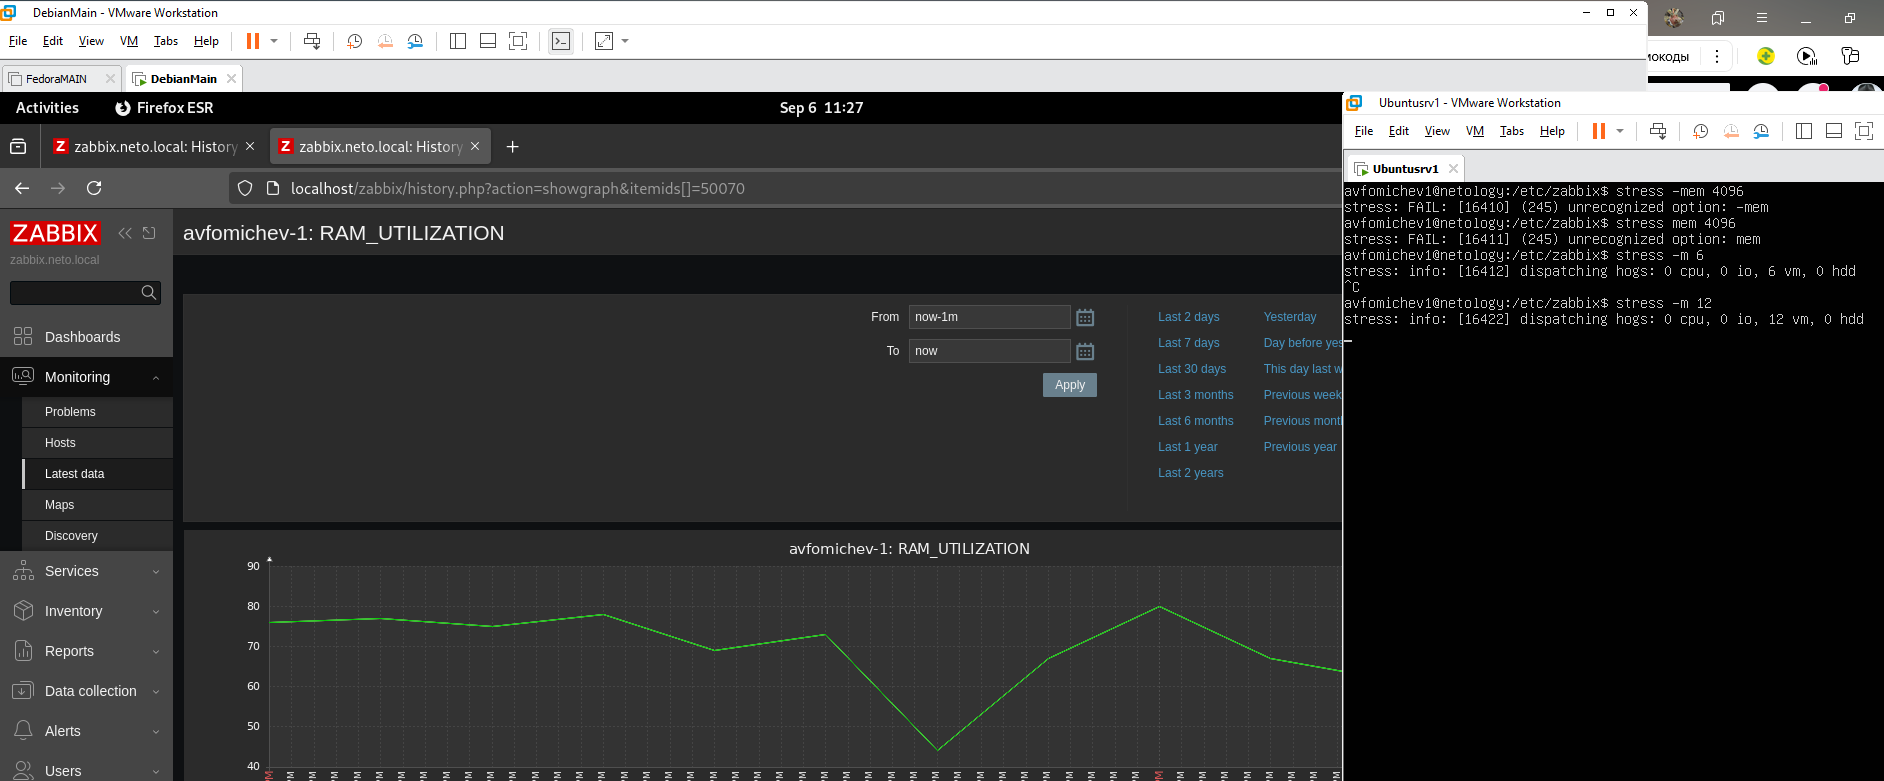 DebianMain - VMware Workstation
File Edit View VM Tabs Help
FedoraMAIN
DebianMain
Activities
Firefox ESR
Sep 6 11:27
zabbix.neto.local: History
zabbix.neto.local: History
localhost/zabbix/history.php?action=showgraph&itemids[]=50070
ZABBIX
zabbix.neto.local
Dashboards
Monitoring
Problems
Hosts
Latest data
Maps
Discovery
Services
Inventory
Reports
Data collection
Alerts
Users
avfomichev-1: RAM_UTILIZATION
From now-1m
To now
Apply
Last 2 days Yesterday
Last 7 days Day before yes
Last 30 days This day last w
Last 3 months Previous week
Last 6 months Previous mont
Last 1 year Previous year
Last 2 years
avfomichev-1: RAM_UTILIZATION
90
80
70
60
50
40
мокоды
Ubuntusrv1 - VMware Workstation
File Edit View VM Tabs Help
Ubuntusrv1
avfomichev1@netology:/etc/zabbix$ stress -mem 4096
stress: FAIL: [16410] (245) unrecognized option: -mem
avfomichev1@netology:/etc/zabbix$ stress mem 4096
stress: FAIL: [16411] (245) unrecognized option: mem
avfomichev1@netology:/etc/zabbix$ stress -m 6
stress: info: [16412] dispatching hogs: 0 cpu, 0 io, 6 vm, 0 hdd
^C
avfomichev1@netology:/etc/zabbix$ stress -m 12
stress: info: [16422] dispatching hogs: 0 cpu, 0 io, 12 vm, 0 hdd